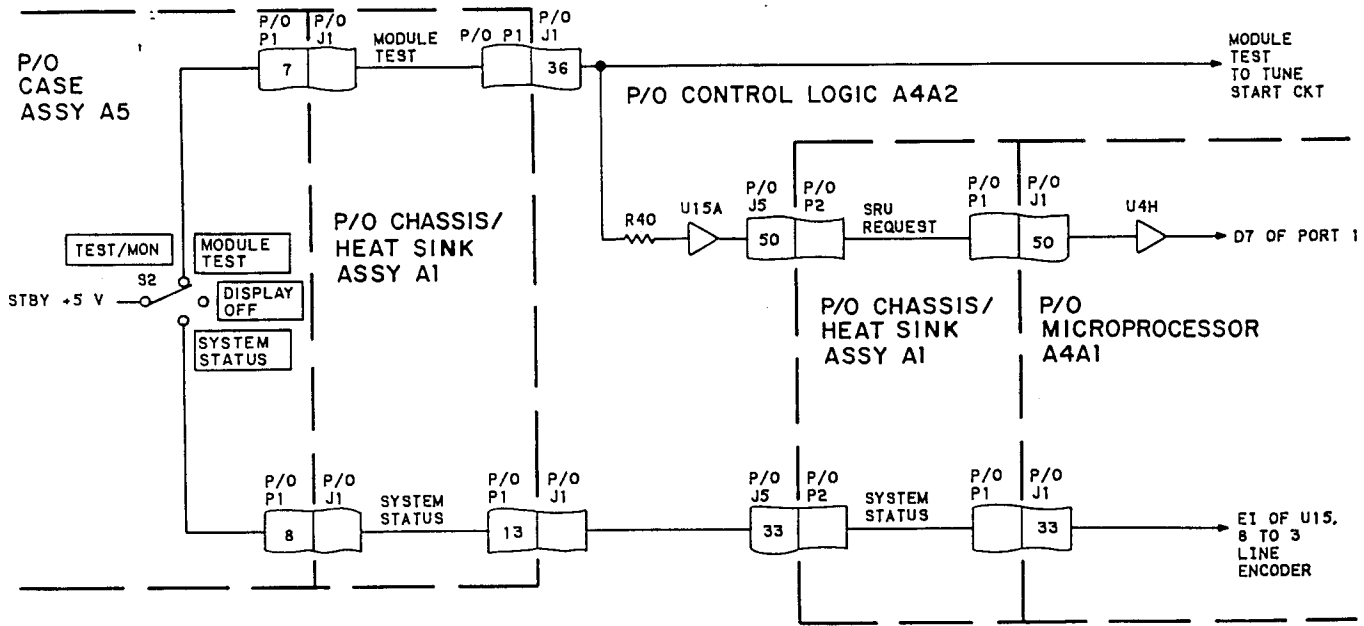 P/O
P1
P/O
J1
MODULE
TEST
P/O P1
P/O
J1
7
36
MODULE
TEST
TO TUNE
START CKT
P/O
CASE
ASSY A5
P/O CONTROL LOGIC A4A2
P/O CHASSIS/
HEAT SINK
ASSY A1
R40
U15A
P/O
J5
P/O
P2
50
SRU
REQUEST
P/O
P1
P/O
J1
50
U4H
D7 OF PORT 1
TEST/MON
MODULE
TEST
S2
STBY +5 V
DISPLAY
OFF
SYSTEM
STATUS
P/O CHASSIS/
HEAT SINK
ASSY A1
P/O
MICROPROCESSOR
A4A1
P/O
P1
P/O
J1
8
SYSTEM
STATUS
P/O
P1
P/O
J1
13
P/O
J5
P/O
P2
33
SYSTEM
STATUS
P/O
P1
P/O
J1
33
EI OF U15,
8 TO 3
LINE
ENCODER